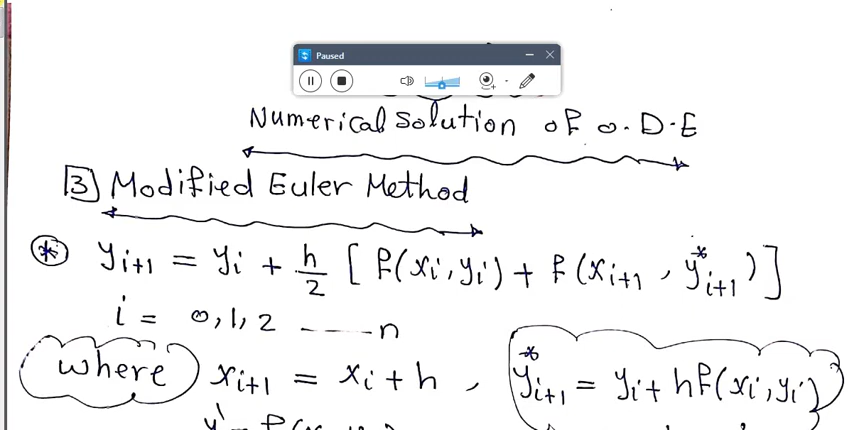 Paused
Numerical Solution of O.D.E
[3] Modified Euler Method
* y_{i+1} = y_i + h/2 [f(x_i, y_i) + f(x_{i+1}, y*_{i+1})]
i = 0, 1, 2 ------ n
where x_{i+1} = x_i + h , y*_{i+1} = y_i + hf(x_i, y_i)